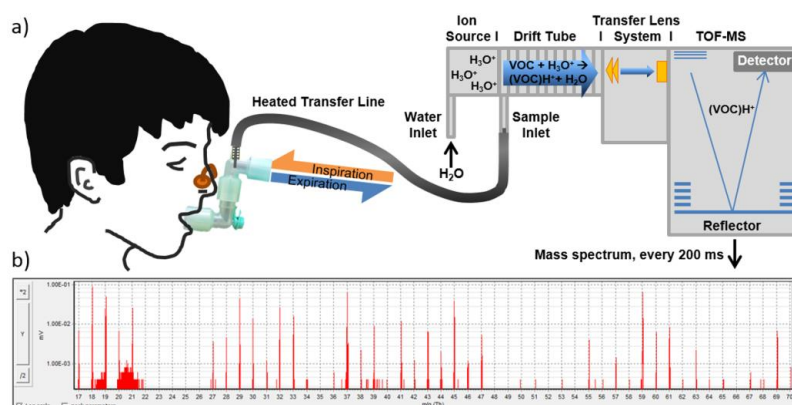 a)
Ion Source
Drift Tube
Transfer Lens System
TOF-MS
H₃O⁺
H₃O⁺
H₃O⁺
VOC + H₃O⁺ →
(VOC)H⁺ + H₂O
Detector
(VOC)H⁺
Heated Transfer Line
Water Inlet
Sample Inlet
H₂O
Inspiration
Expiration
Reflector
Mass spectrum, every 200 ms
b)
*2
Y
/2
mV
1.00E-01
1.00E-02
1.00E-03
17 18 19 20 21 22 23 24 25 26 27 28 29 30 31 32 33 34 35 36 37 38 39 40 41 42 43 44 45 46 47 48 49 50 51 52 53 54 55 56 57 58 59 60 61 62 63 64 65 66 67 68 69 70
m/z (Th)